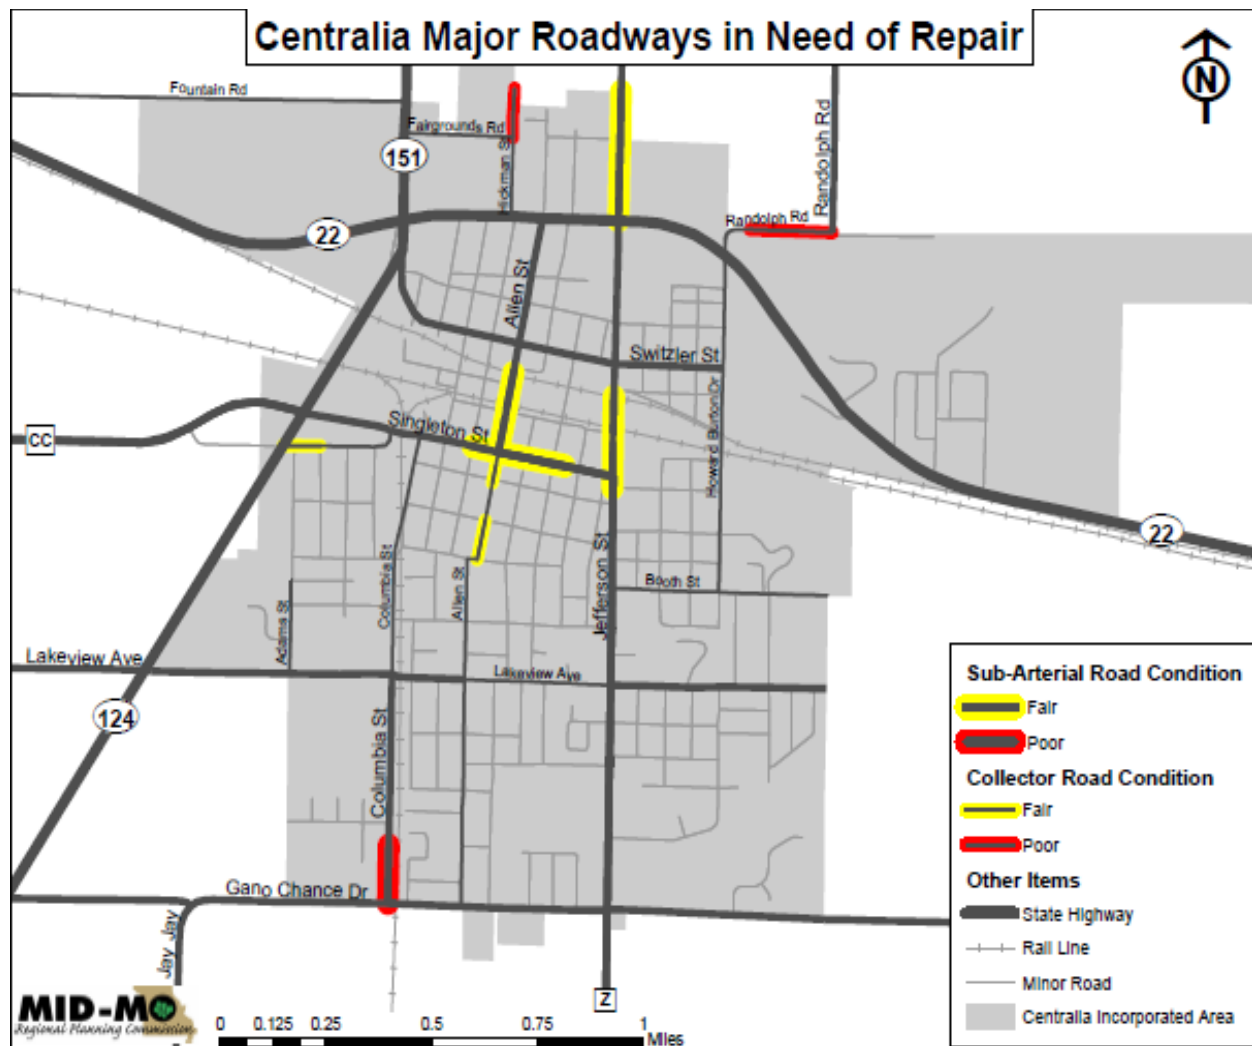 Centralia Major Roadways in Need of Repair
N
Fountain Rd
Fairgrounds Rd
151
Hickman St
Randolph Rd
Randolph Rd
22
Allen St
Switzler St
Singleton St
CC
Howard Burton Dr
22
Columbia St
Allen St
Jefferson St
Booth St
Adams St
Lakeview Ave
Lakeview Ave
124
Columbia St
Gano Chance Dr
Jay Jay
Z
Sub-Arterial Road Condition
Fair
Poor
Collector Road Condition
Fair
Poor
Other Items
State Highway
Rail Line
Minor Road
Centralia Incorporated Area
MID-MO
Regional Planning Commission
0 0.125 0.25 0.5 0.75 1
Miles